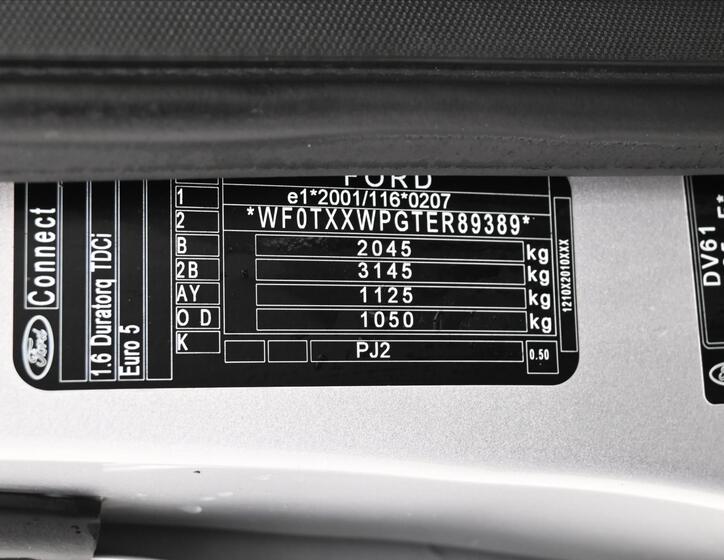 FORD
1 e1*2001/116*0207
2 *WF0TXXWPGTER89389*
B 2045 kg
2B 3145 kg
AY 1125 kg
O D 1050 kg
K PJ2 0.50
1210X2010XXX
Ford Connect
1.6 Duratorq TDCi
Euro 5
DV61